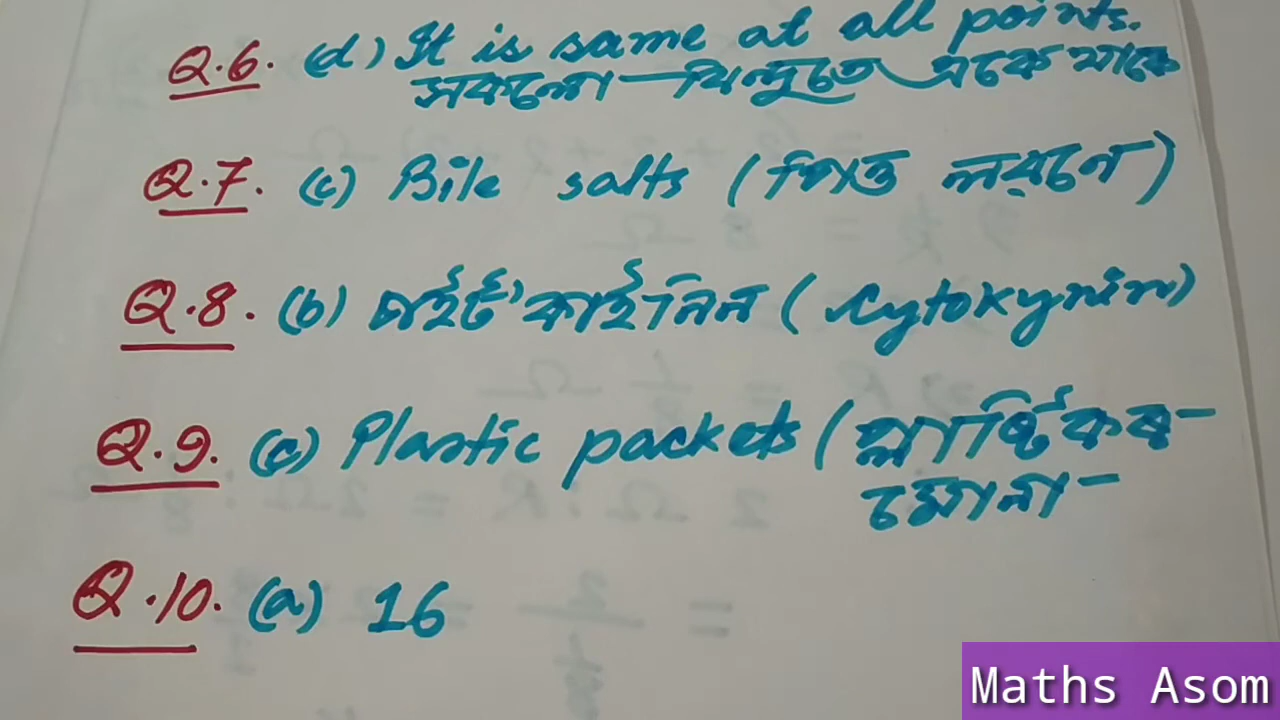 Q.6. (d) It is same at all points.
সকলো বিন্দুতে একে থাকে
Q.7. (c) Bile salts (পিত্ত লৱণে)
Q.8. (b) চাইট'কাইনিন (Cytokynin)
Q.9. (c) Plastic packets (প্লাষ্টিকৰ
মোনা
Q.10. (a) 16
Maths Asom